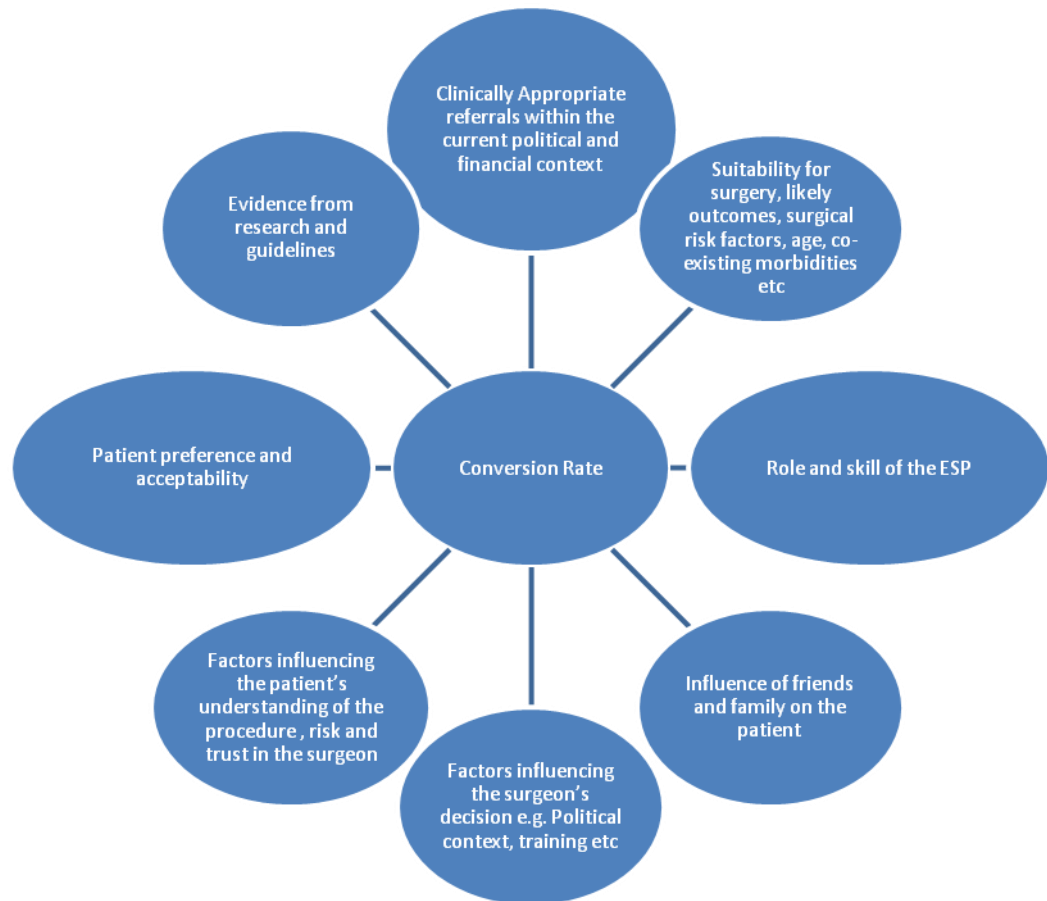 Clinically Appropriate
referrals within the
current political and
financial context
Evidence from
research and
guidelines
Suitability for
surgery, likely
outcomes, surgical
risk factors, age, co-
existing morbidities
etc
Patient preference and
acceptability
Conversion Rate
Role and skill of the ESP
Factors influencing
the patient's
understanding of the
procedure , risk and
trust in the surgeon
Influence of friends
and family on the
patient
Factors influencing
the surgeon's
decision e.g. Political
context, training etc